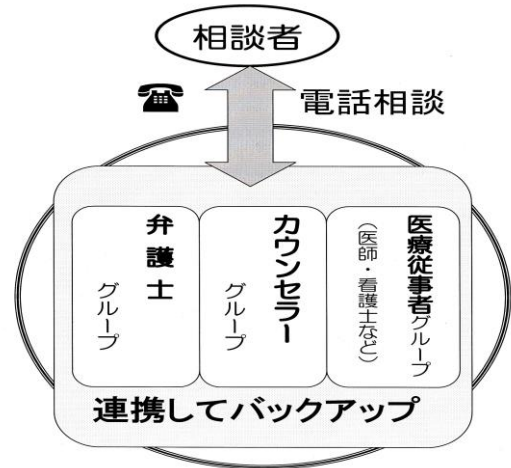 相談者
電話相談
弁護士
グループ
カウンセラー
グループ
医療従事者グループ
（医師・看護士など）
連携してバックアップ